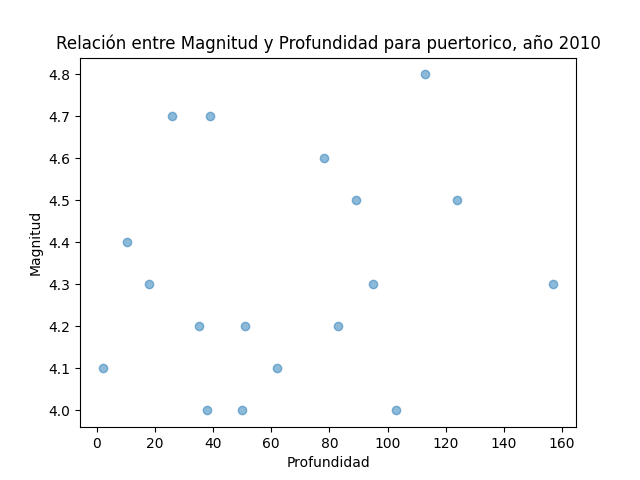 Relación entre Magnitud y Profundidad para puertorico, año 2010
4.8
4.7
4.6
4.5
4.4
4.3
4.2
4.1
4.0
Magnitud
0 20 40 60 80 100 120 140 160
Profundidad